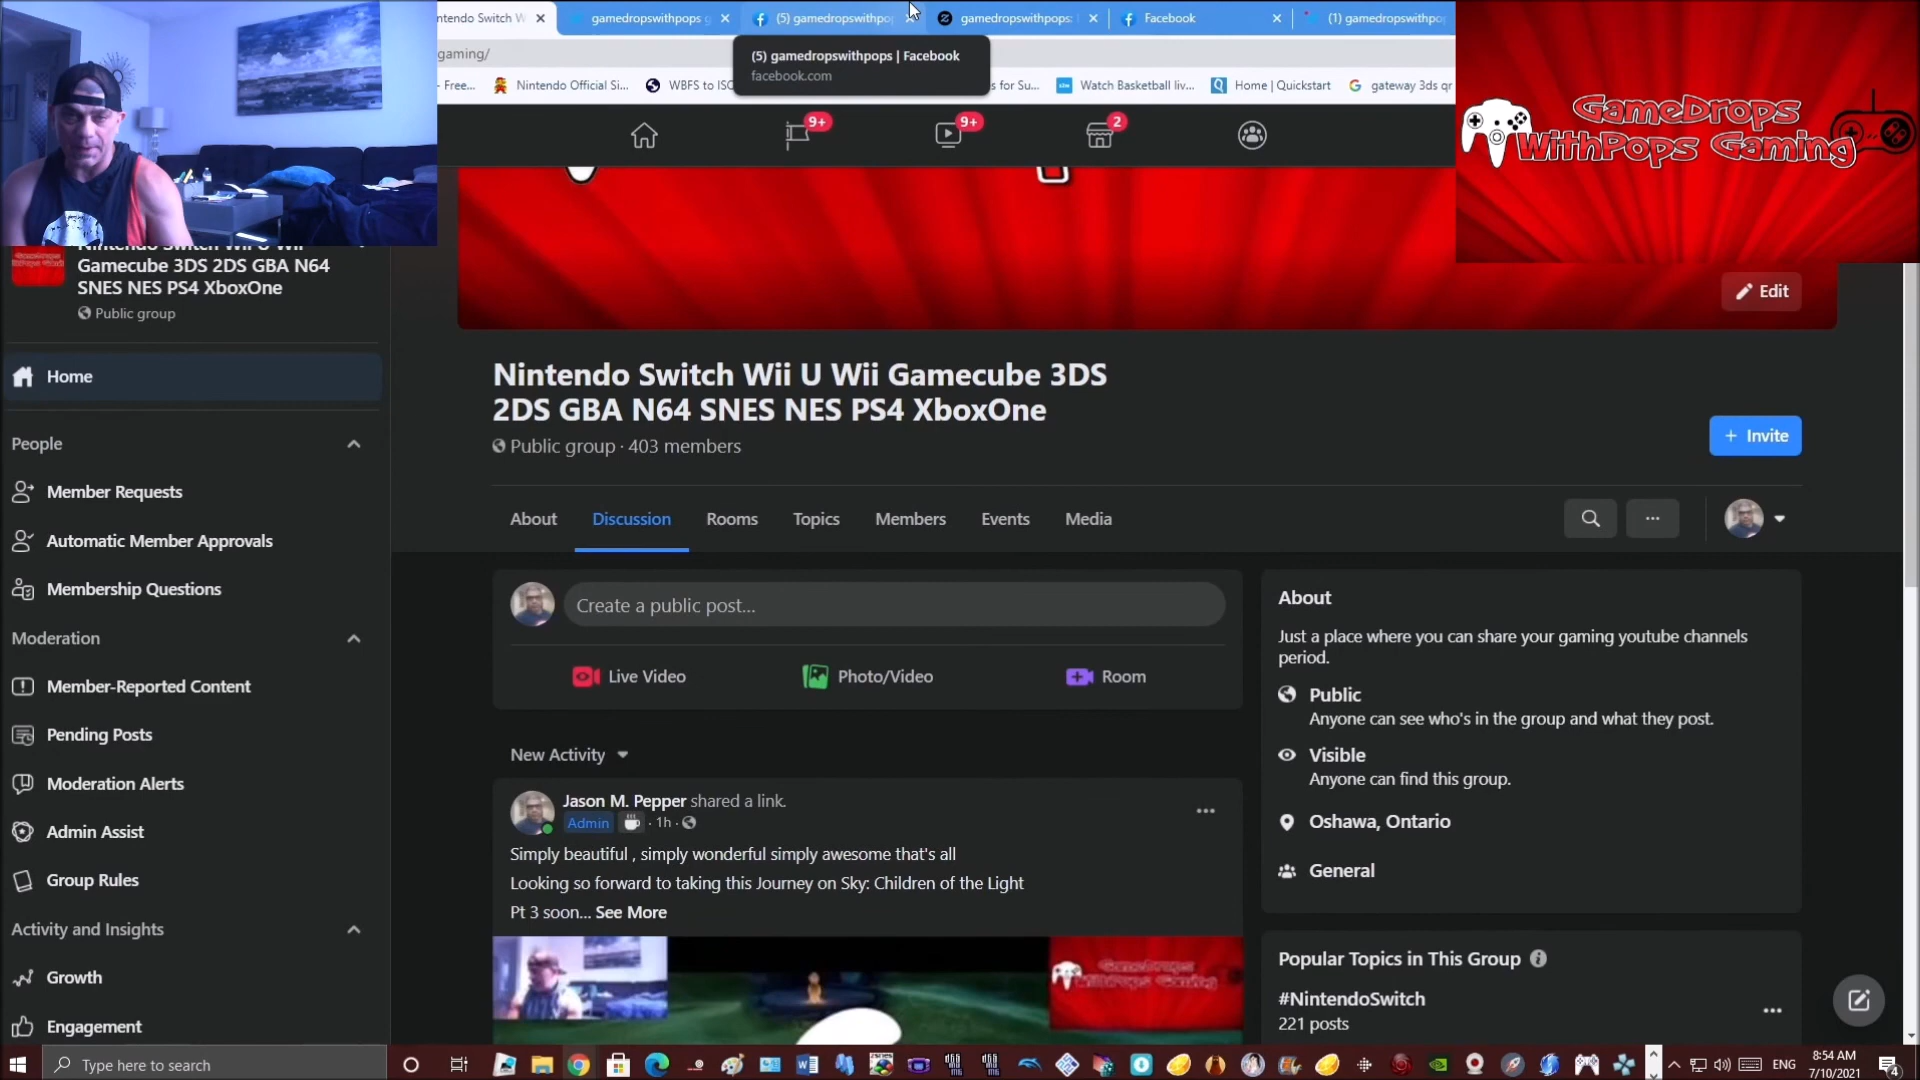 ntendo Switch W
gamedropswithpops g
(5) gamedropswithpo
gamedropswithpops:
Facebook
(1) gamedropswithpo
gaming/
(5) gamedropswithpops | Facebook
facebook.com
- Free...
Nintendo Official Si...
WBFS to ISO
s for Su...
Watch Basketball liv...
Home | Quickstart
gateway 3ds qr
9+
9+
2
GameDrops
WithPops Gaming
Nintendo Switch Wii U Wii
Gamecube 3DS 2DS GBA N64
SNES NES PS4 XboxOne
Public group
Home
People
Member Requests
Automatic Member Approvals
Membership Questions
Moderation
Member-Reported Content
Pending Posts
Moderation Alerts
Admin Assist
Group Rules
Activity and Insights
Growth
Engagement
Edit
Nintendo Switch Wii U Wii Gamecube 3DS
2DS GBA N64 SNES NES PS4 XboxOne
Public group · 403 members
+ Invite
About
Discussion
Rooms
Topics
Members
Events
Media
Create a public post...
Live Video
Photo/Video
Room
New Activity
Jason M. Pepper shared a link.
Admin · 1h ·
Simply beautiful , simply wonderful simply awesome that's all
Looking so forward to taking this Journey on Sky: Children of the Light
Pt 3 soon... See More
GameDrops
WithPops Gaming
About
Just a place where you can share your gaming youtube channels
period.
Public
Anyone can see who's in the group and what they post.
Visible
Anyone can find this group.
Oshawa, Ontario
General
Popular Topics in This Group
#NintendoSwitch
221 posts
Type here to search
ENG
8:54 AM
7/10/2021
4